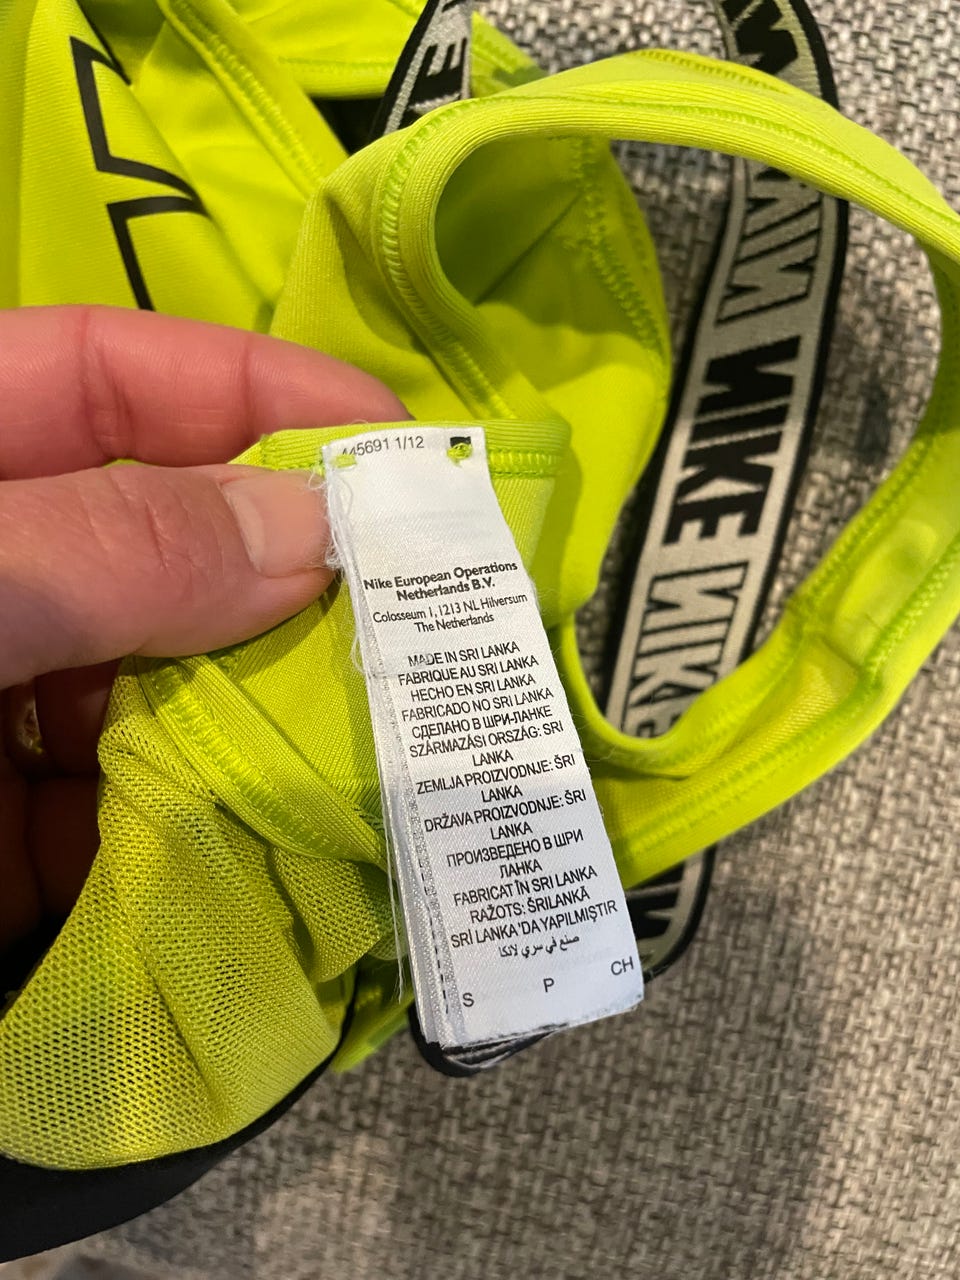 NIKE
NIKE
NIKE
445691 1/12
Nike European Operations
Netherlands B.V.
Colosseum 1, 1213 NL Hilversum
The Netherlands
MADE IN SRI LANKA
FABRIQUE AU SRI LANKA
HECHO EN SRI LANKA
FABRICADO NO SRI LANKA
СДЕЛАНО В ШРИ-ЛАНКЕ
SZÁRMAZÁSI ORSZÁG: SRI
LANKA
ZEMLJA PROIZVODNJE: ŠRI
LANKA
DRŽAVA PROIZVODNJE: ŠRI
LANKA
ПРОИЗВЕДЕНО В ШРИ
ЛАНКА
FABRICAT ÎN SRI LANKA
RAŽOTS: ŠRILANKĀ
SRİ LANKA'DA YAPILMIŞTIR
صنع في سري لانكا
S P CH